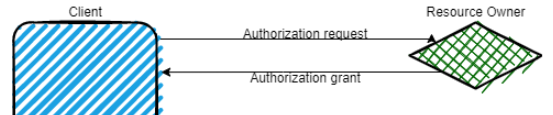 Client
Resource Owner
Authorization request
Authorization grant